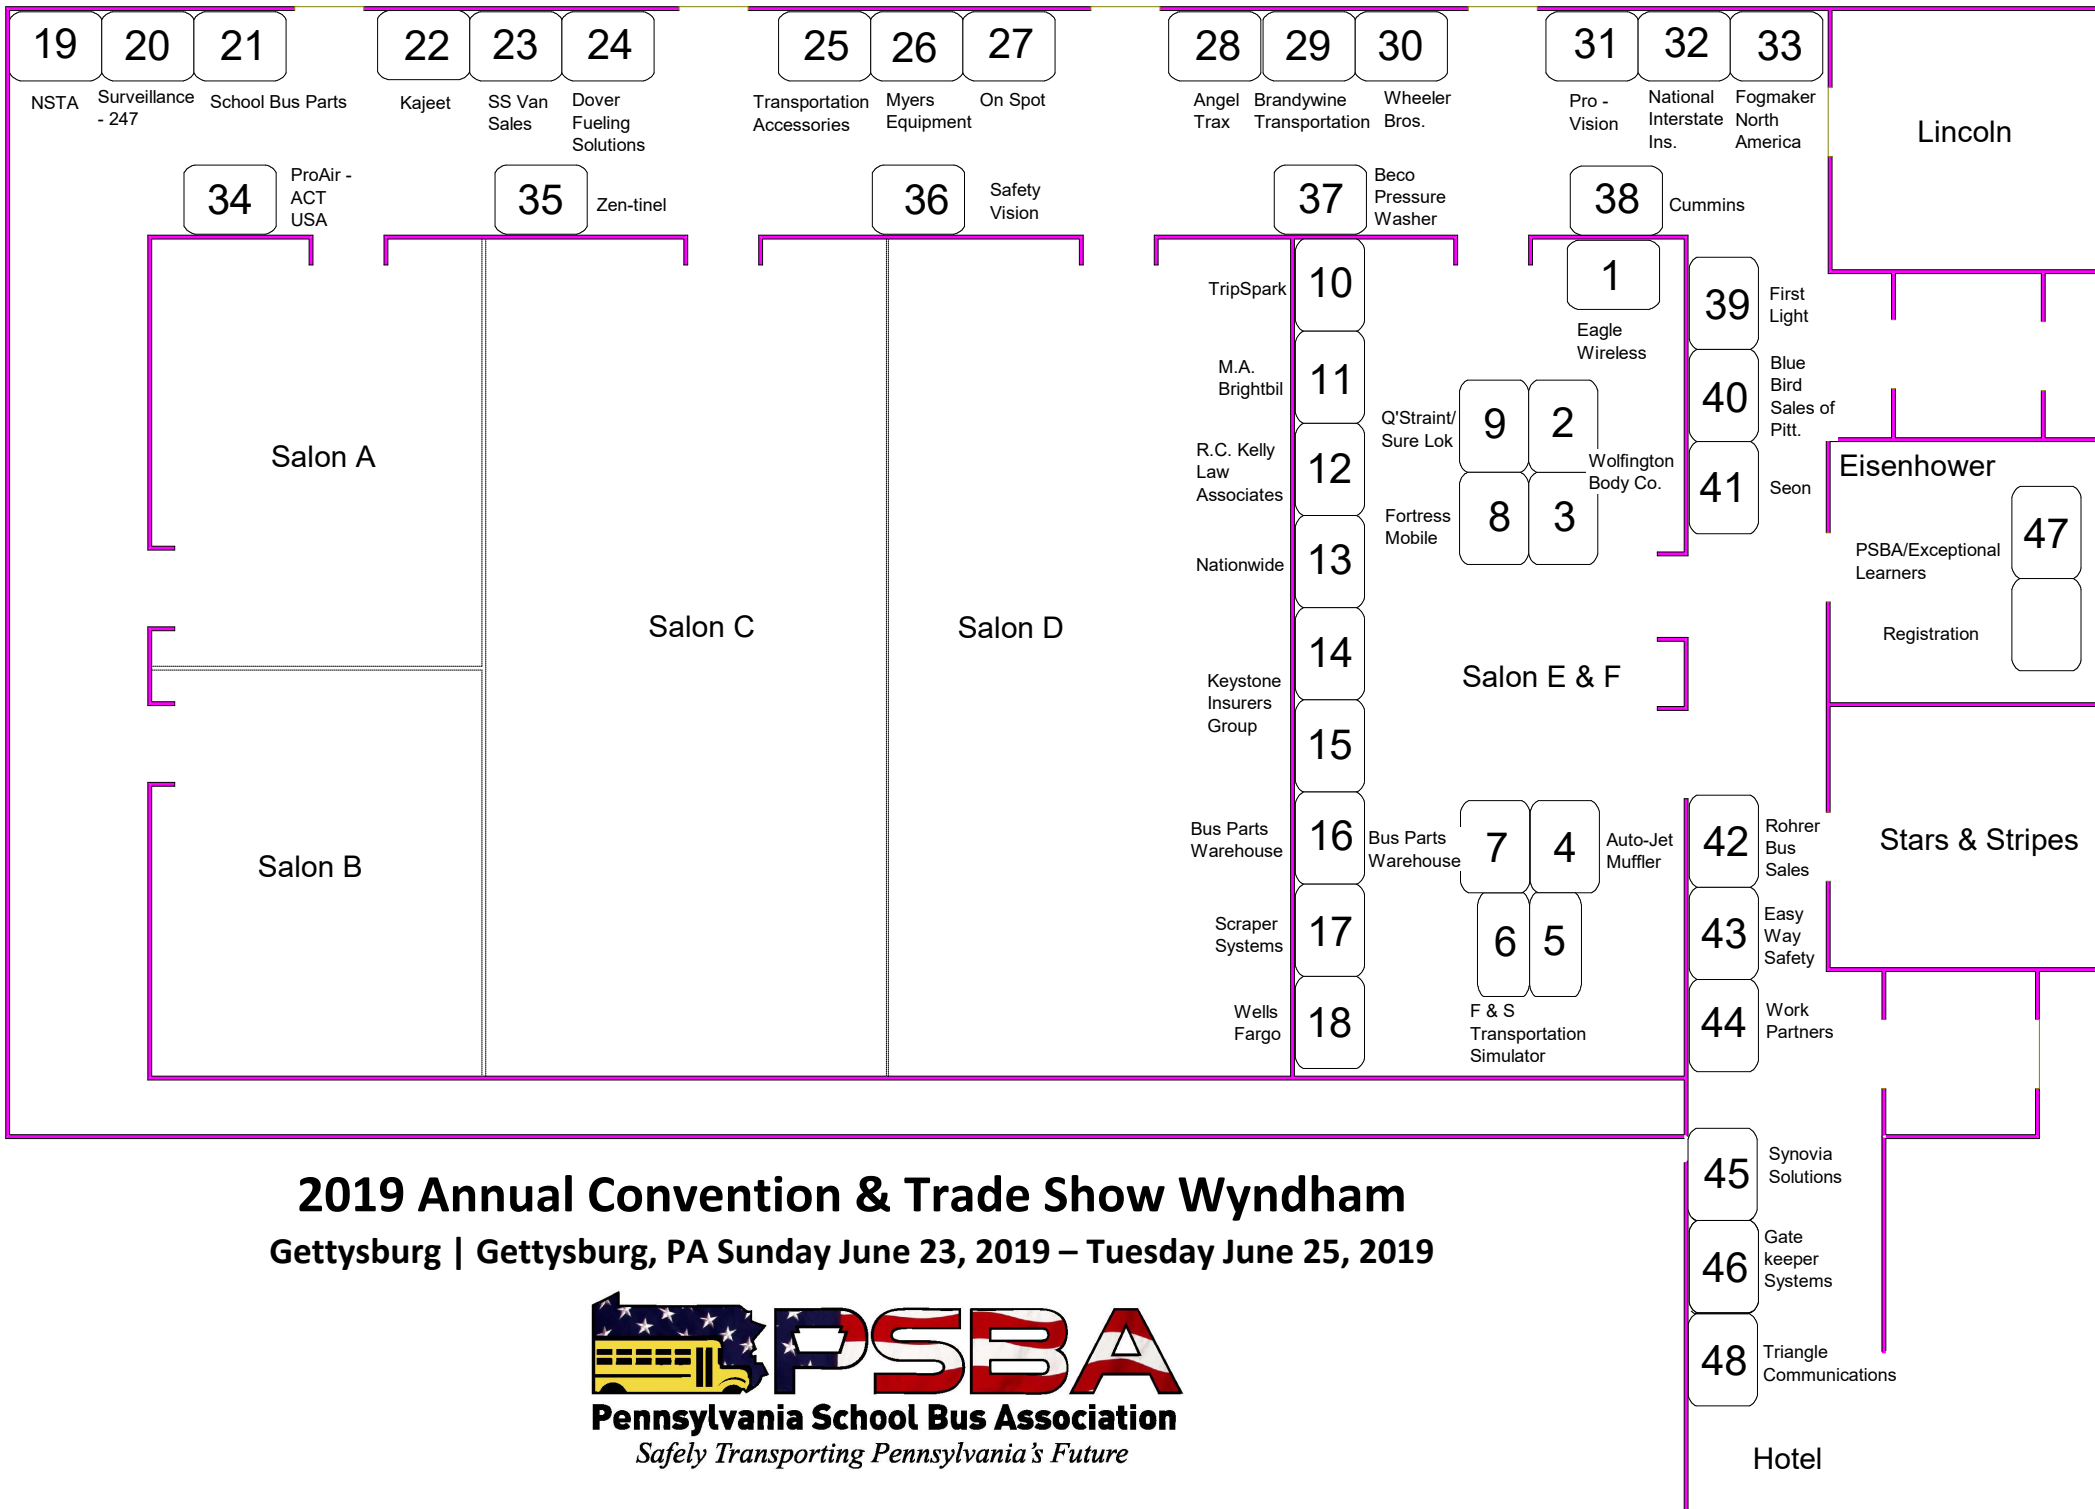 19
20
21
22
23
24
25
26
27
28
29
30
31
32
33
NSTA
Surveillance
- 247
School Bus Parts
Kajeet
SS Van
Sales
Dover
Fueling
Solutions
Transportation
Accessories
Myers
Equipment
On Spot
Angel
Trax
Brandywine
Transportation
Wheeler
Bros.
Pro -
Vision
National
Interstate
Ins.
Fogmaker
North
America
Lincoln
34
ProAir -
ACT
USA
35
Zen-tinel
36
Safety
Vision
37
Beco
Pressure
Washer
38
Cummins
TripSpark
10
1
Eagle
Wireless
39
First
Light
M.A.
Brightbil
11
40
Blue
Bird
Sales of
Pitt.
Q'Straint/
Sure Lok
9
2
Wolfington
Body Co.
Salon A
R.C. Kelly
Law
Associates
12
41
Seon
Eisenhower
Fortress
Mobile
8
3
47
PSBA/Exceptional
Learners
Nationwide
13
Salon C
Salon D
Registration
14
Keystone
Insurers
Group
15
Salon E & F
Salon B
Bus Parts
Warehouse
16
Bus Parts
Warehouse
7
4
Auto-Jet
Muffler
42
Rohrer
Bus
Sales
Stars & Stripes
Scraper
Systems
17
6
5
43
Easy
Way
Safety
Wells
Fargo
18
F & S
Transportation
Simulator
44
Work
Partners
45
Synovia
Solutions
46
Gate
keeper
Systems
48
Triangle
Communications
Hotel
2019 Annual Convention & Trade Show Wyndham
Gettysburg | Gettysburg, PA Sunday June 23, 2019 – Tuesday June 25, 2019
PSBA
Pennsylvania School Bus Association
Safely Transporting Pennsylvania's Future